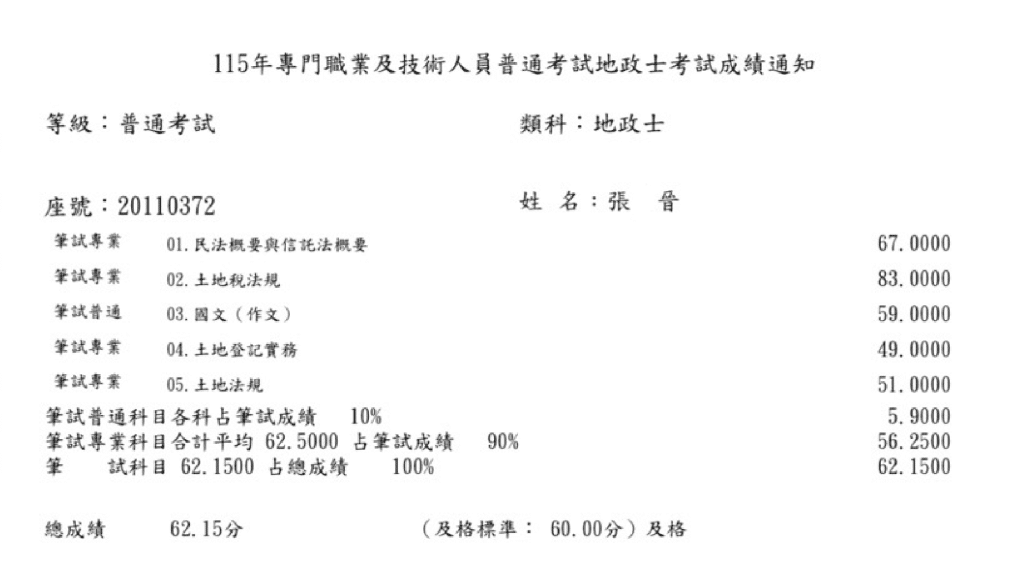 115年專門職業及技術人員普通考試地政士考試成績通知
等級：普通考試 類科：地政士
座號：20110372 姓 名：張 晉
筆試專業 01.民法概要與信託法概要 67.0000
筆試專業 02.土地稅法規 83.0000
筆試普通 03.國文（作文） 59.0000
筆試專業 04.土地登記實務 49.0000
筆試專業 05.土地法規 51.0000
筆試普通科目各科占筆試成績 10% 5.9000
筆試專業科目合計平均 62.5000 占筆試成績 90% 56.2500
筆 試科目 62.1500 占總成績 100% 62.1500
總成績 62.15分 （及格標準： 60.00分）及格